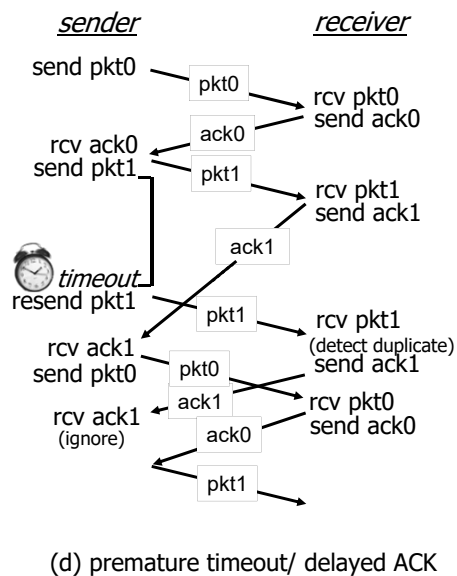 sender
receiver
send pkt0
pkt0
rcv pkt0
send ack0
ack0
rcv ack0
send pkt1
pkt1
rcv pkt1
send ack1
ack1
timeout
resend pkt1
pkt1
rcv pkt1
(detect duplicate)
send ack1
rcv ack1
send pkt0
pkt0
ack1
rcv pkt0
send ack0
rcv ack1
(ignore)
ack0
pkt1
(d) premature timeout/ delayed ACK